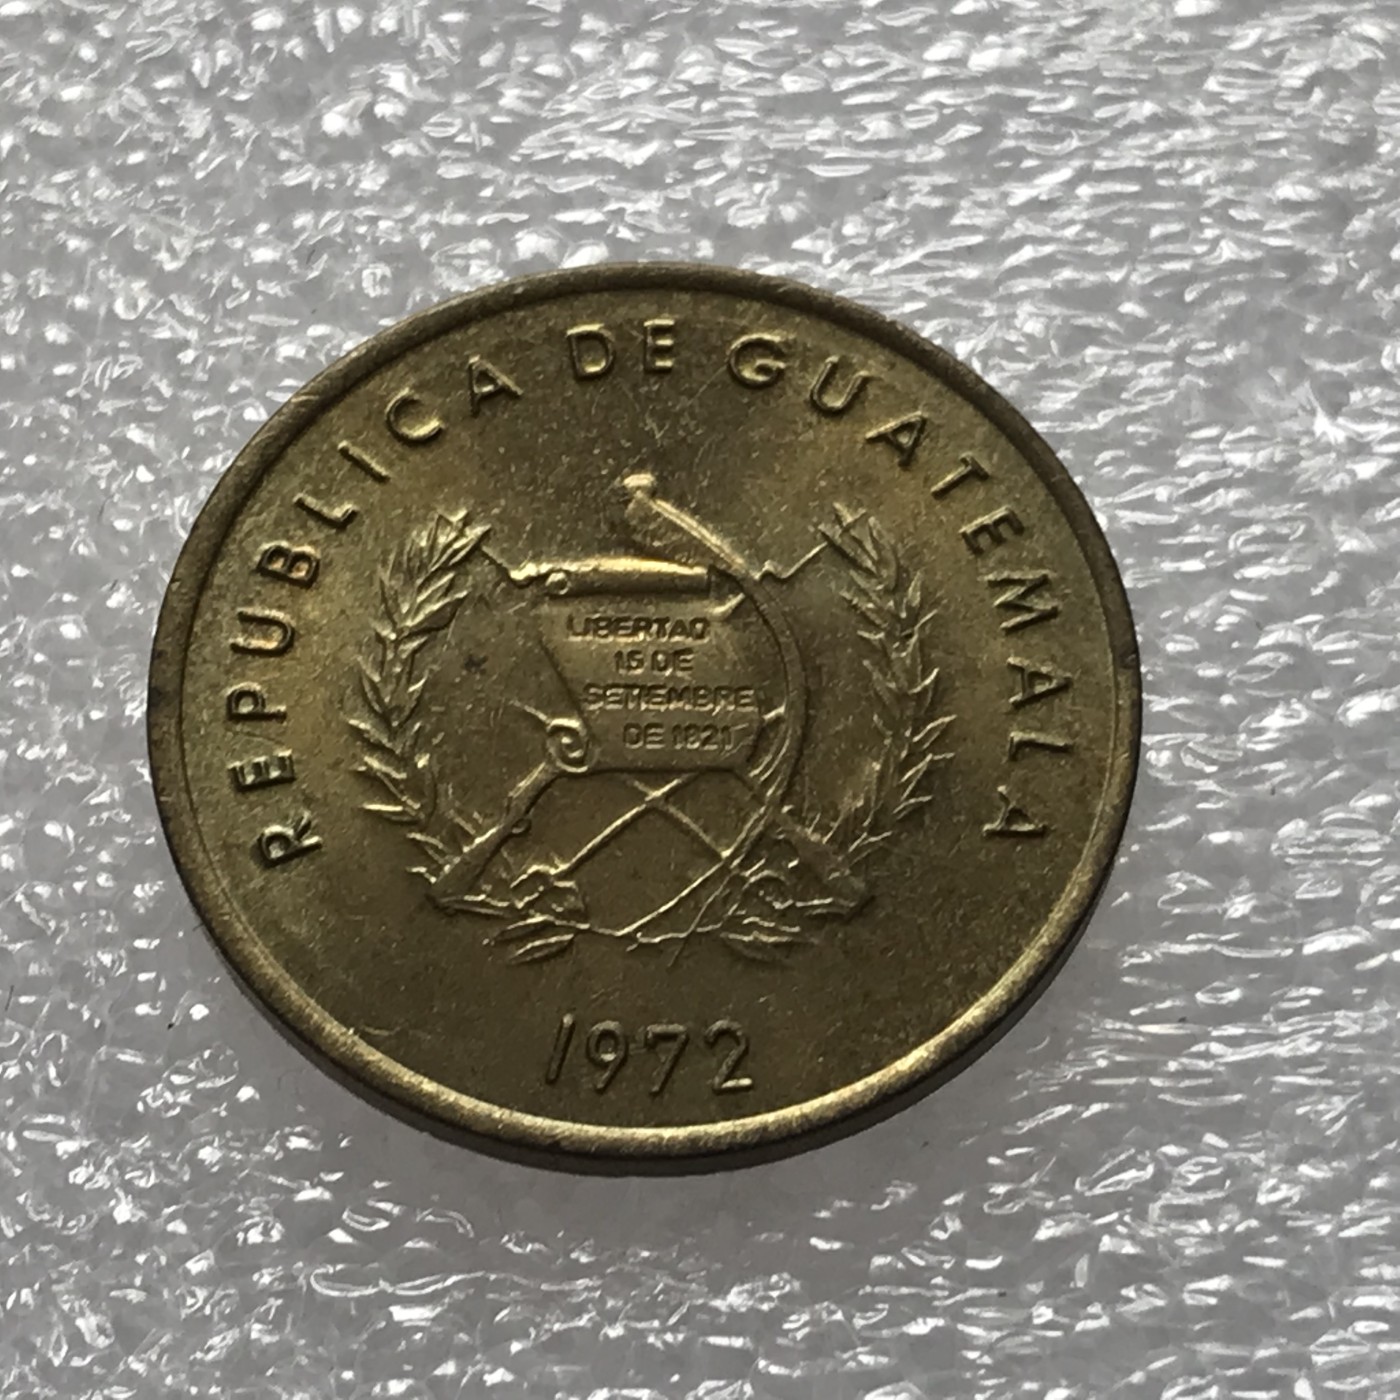 REPUBLICA DE GUATEMALA
LIBERTAD
15 DE
SETIEMBRE
DE 1821
1972